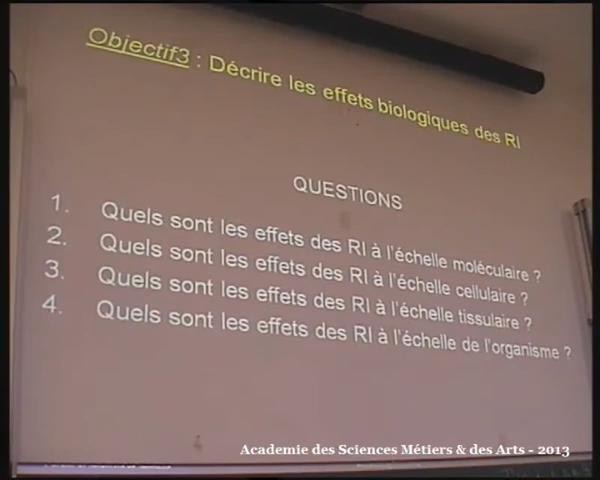 Objectif3 : Décrire les effets biologiques des RI
QUESTIONS
1. Quels sont les effets des RI à l'échelle moléculaire ?
2. Quels sont les effets des RI à l'échelle cellulaire ?
3. Quels sont les effets des RI à l'échelle tissulaire ?
4. Quels sont les effets des RI à l'échelle de l'organisme ?
Academie des Sciences Métiers & des Arts - 2013